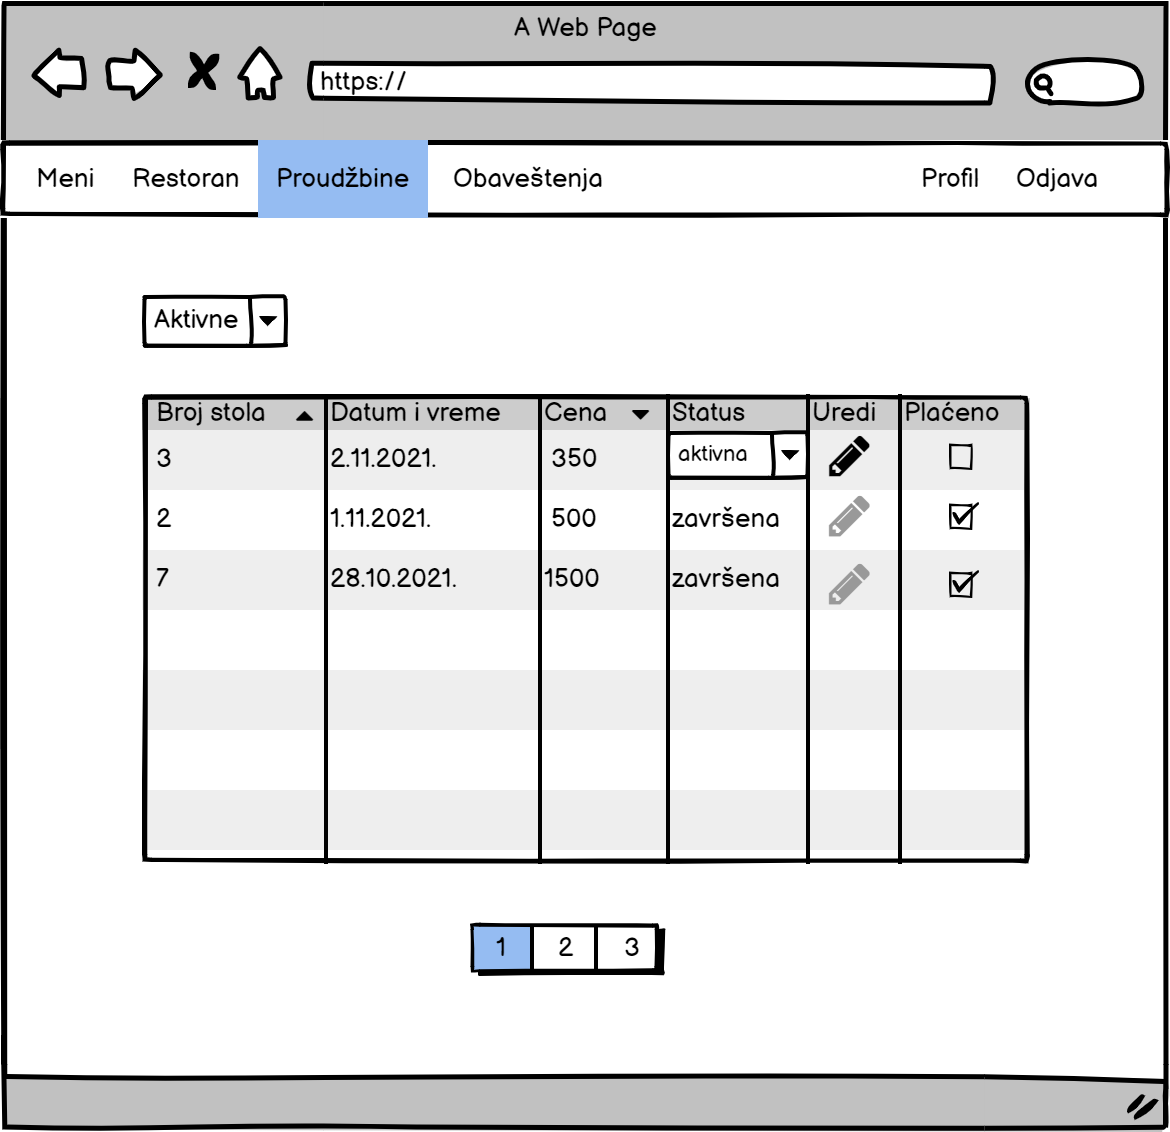 A Web Page
https://
Meni Restoran Proudžbine Obaveštenja Profil Odjava
Aktivne
Broj stola Datum i vreme Cena Status Uredi Plaćeno
3 2.11.2021. 350 aktivna
2 1.11.2021. 500 završena
7 28.10.2021. 1500 završena
1 2 3